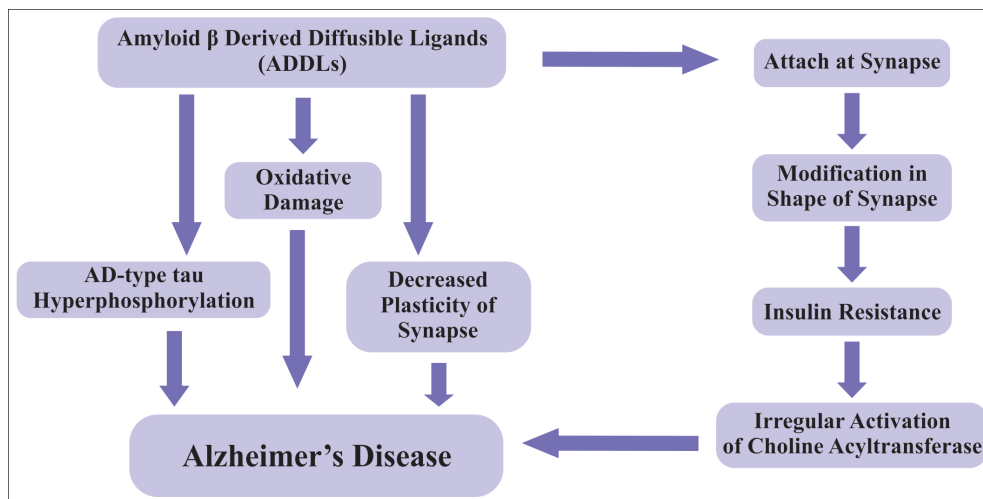 Amyloid β Derived Diffusible Ligands
(ADDLs)
Attach at Synapse
Oxidative
Damage
Modification in
Shape of Synapse
AD-type tau
Hyperphosphorylation
Decreased
Plasticity of
Synapse
Insulin Resistance
Irregular Activation
of Choline Acyltransferase
Alzheimer’s Disease